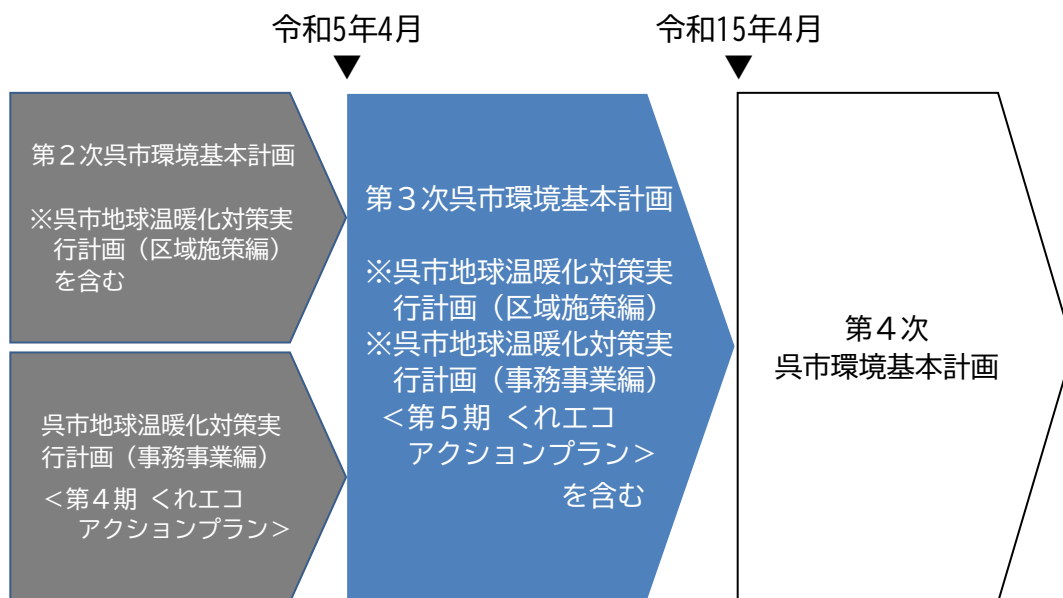 令和5年4月
令和15年4月
第２次呉市環境基本計画
※呉市地球温暖化対策実
行計画（区域施策編）
を含む
呉市地球温暖化対策実
行計画（事務事業編）
＜第４期 くれエコ
アクションプラン＞
第３次呉市環境基本計画
※呉市地球温暖化対策実
行計画（区域施策編）
※呉市地球温暖化対策実
行計画（事務事業編）
＜第５期 くれエコ
アクションプラン＞
を含む
第４次
呉市環境基本計画